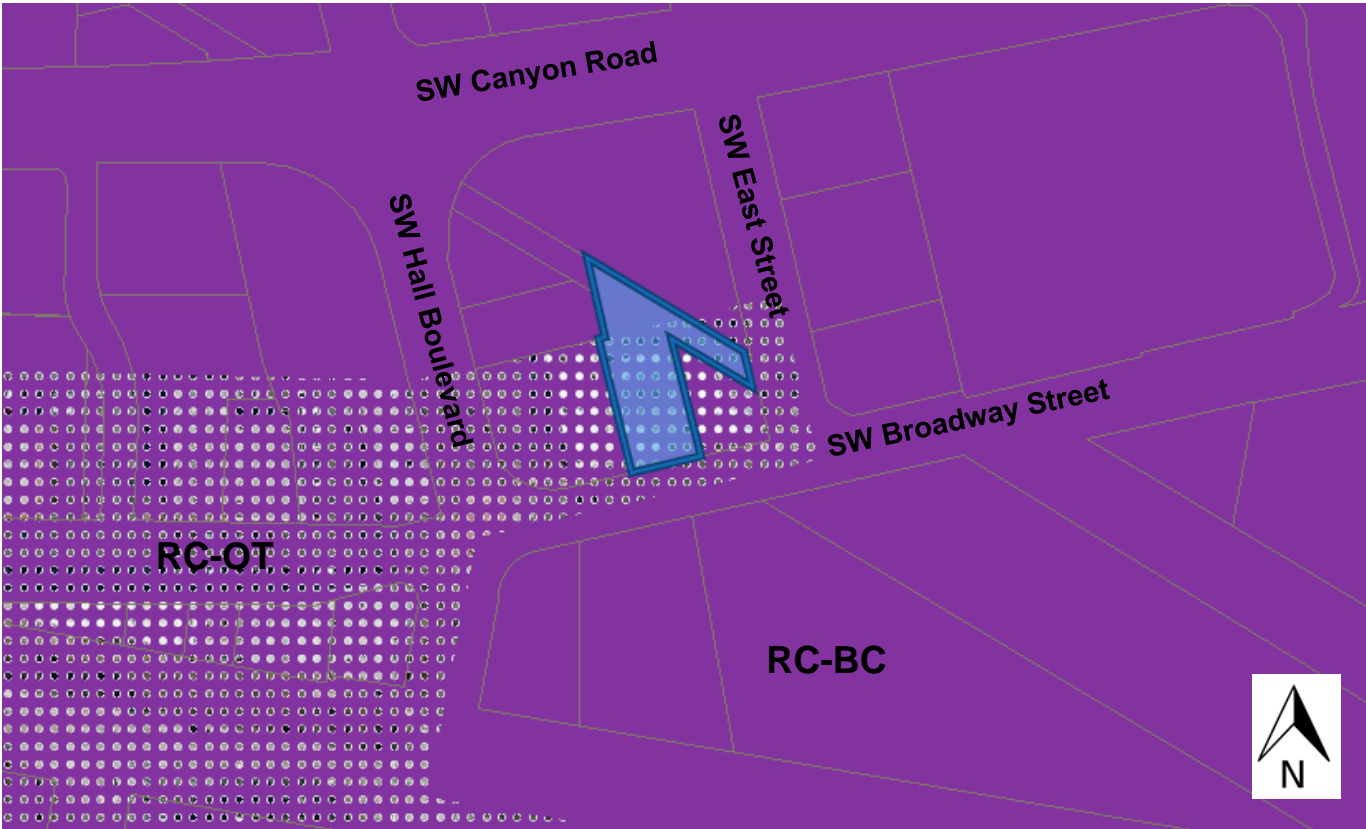 SW Canyon Road
SW East Street
SW Hall Boulevard
SW Broadway Street
RC-OT
RC-BC
N